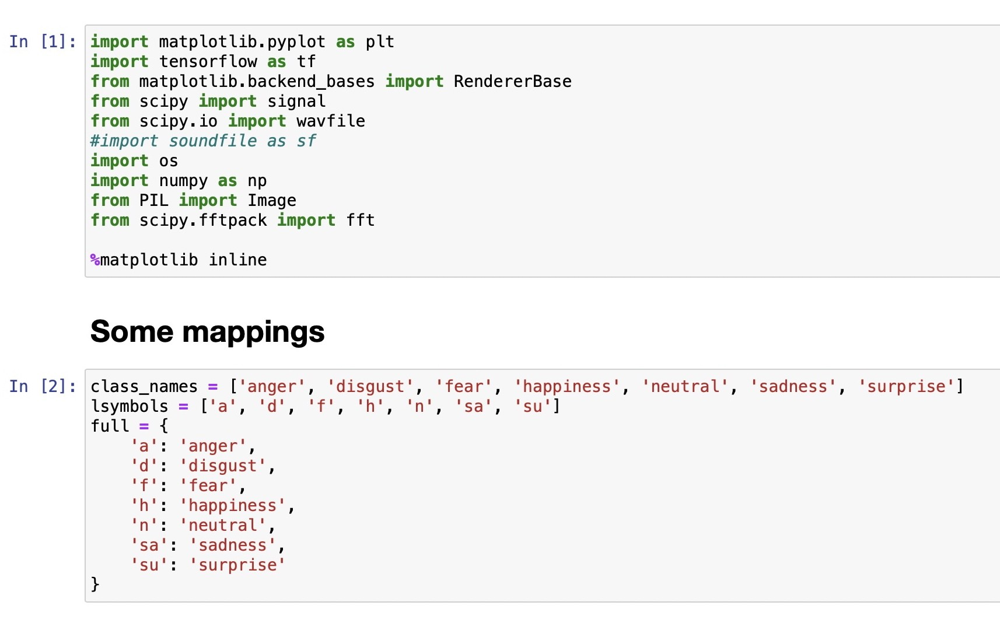 In [1]:
import matplotlib.pyplot as plt
import tensorflow as tf
from matplotlib.backend_bases import RendererBase
from scipy import signal
from scipy.io import wavfile
#import soundfile as sf
import os
import numpy as np
from PIL import Image
from scipy.fftpack import fft

%matplotlib inline
Some mappings
In [2]:
class_names = ['anger', 'disgust', 'fear', 'happiness', 'neutral', 'sadness', 'surprise']
lsymbols = ['a', 'd', 'f', 'h', 'n', 'sa', 'su']
full = {
    'a': 'anger',
    'd': 'disgust',
    'f': 'fear',
    'h': 'happiness',
    'n': 'neutral',
    'sa': 'sadness',
    'su': 'surprise'
}